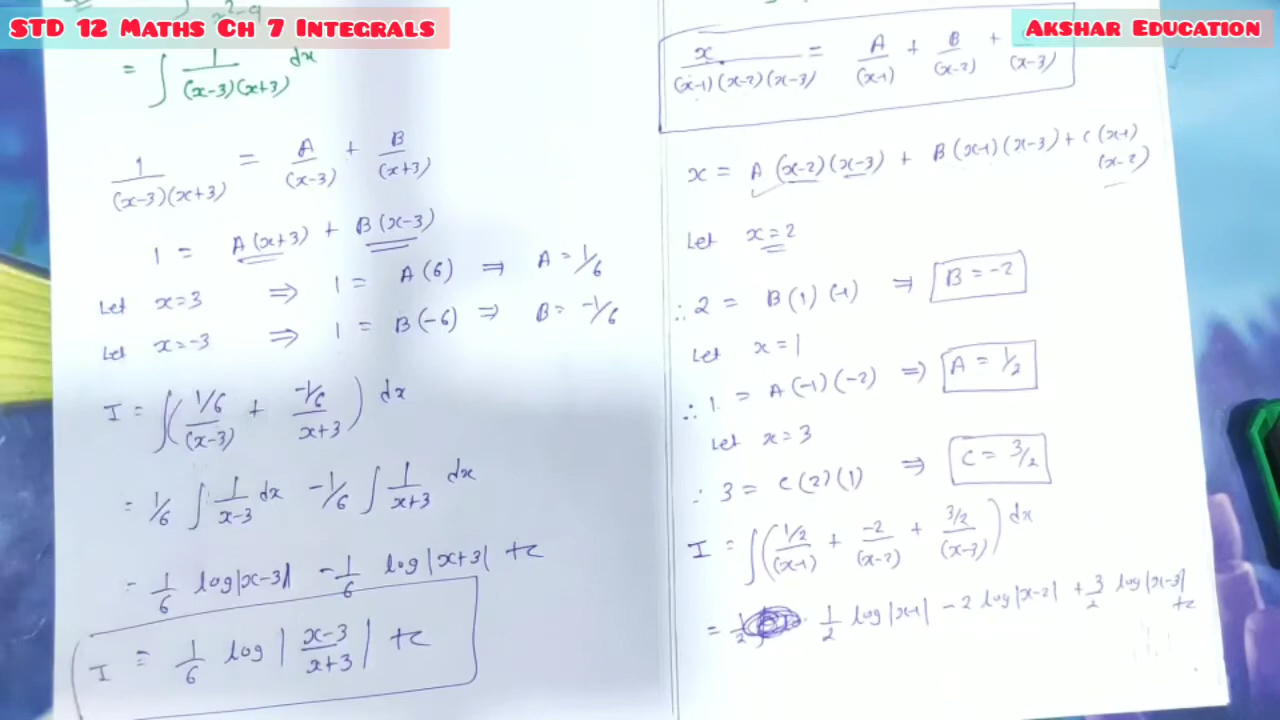 STD 12 Maths Ch 7 Integrals
Akshar Education
x²-9
= ∫ 1/((x-3)(x+3)) dx
1/((x-3)(x+3)) = A/(x-3) + B/(x+3)
1 = A(x+3) + B(x-3)
Let x=3 ⇒ 1 = A(6) ⇒ A = 1/6
Let x=-3 ⇒ 1 = B(-6) ⇒ B = -1/6
I = ∫((1/6)/(x-3) + (-1/6)/(x+3)) dx
= 1/6 ∫ 1/(x-3) dx -1/6 ∫ 1/(x+3) dx
= 1/6 log|x-3| - 1/6 log|x+3| +c
I = 1/6 log |(x-3)/(x+3)| +c
x/((x-1)(x-2)(x-3)) = A/(x-1) + B/(x-2) + /(x-3)
x = A (x-2)(x-3) + B(x-1)(x-3) + C(x-1)
(x-2)
Let x=2
∴ 2 = B(1)(-1) ⇒ B = -2
Let x=1
∴ 1 = A(-1)(-2) ⇒ A = 1/2
Let x=3
∴ 3 = C(2)(1) ⇒ C = 3/2
I = ∫((1/2)/(x-1) + -2/(x-2) + (3/2)/(x-3)) dx
= 1/2 log|x-1| - 2 log|x-2| + 3/2 log|x-3|
+c